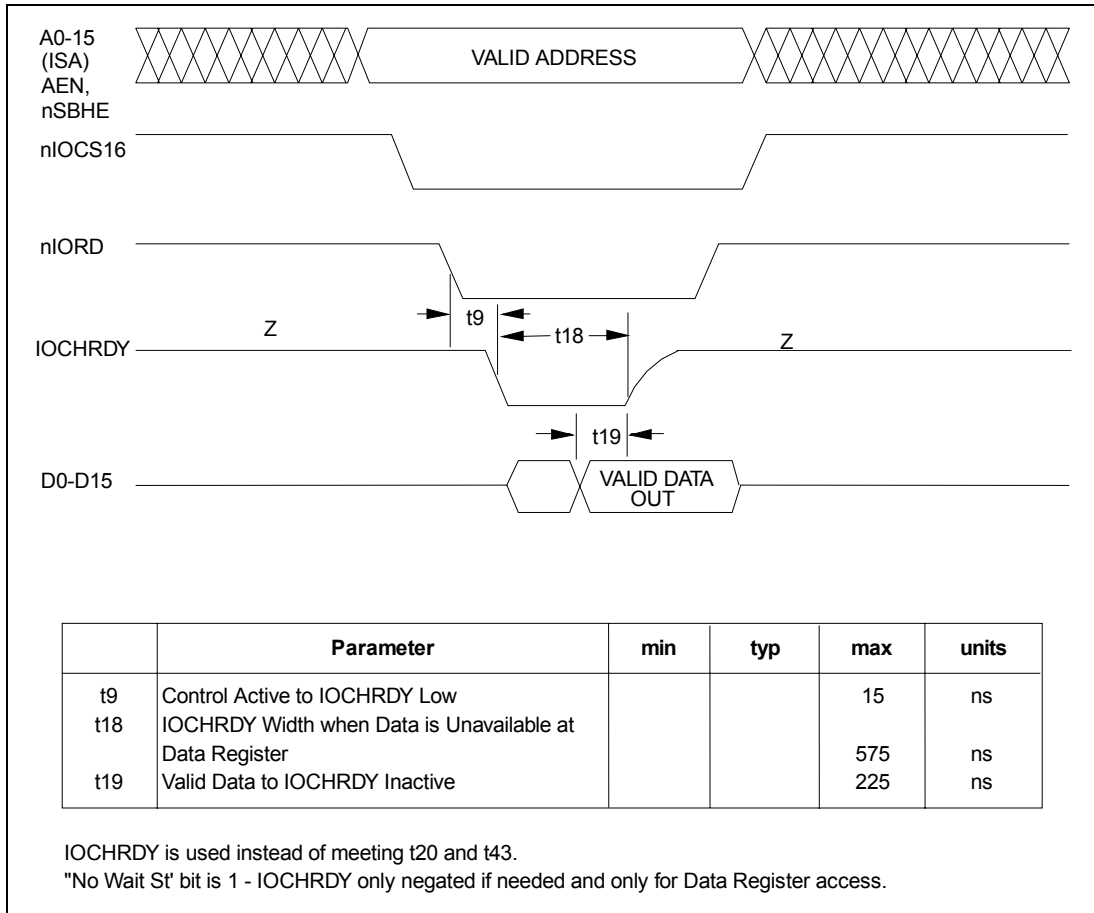 A0-15
(ISA)
AEN,
nSBHE
VALID ADDRESS
nIOCS16
nIORD
t9
t18
Z
Z
IOCHRDY
t19
D0-D15
VALID DATA
OUT
Parameter min typ max units
t9 Control Active to IOCHRDY Low 15 ns
t18 IOCHRDY Width when Data is Unavailable at
Data Register 575 ns
t19 Valid Data to IOCHRDY Inactive 225 ns
IOCHRDY is used instead of meeting t20 and t43.
"No Wait St' bit is 1 - IOCHRDY only negated if needed and only for Data Register access.